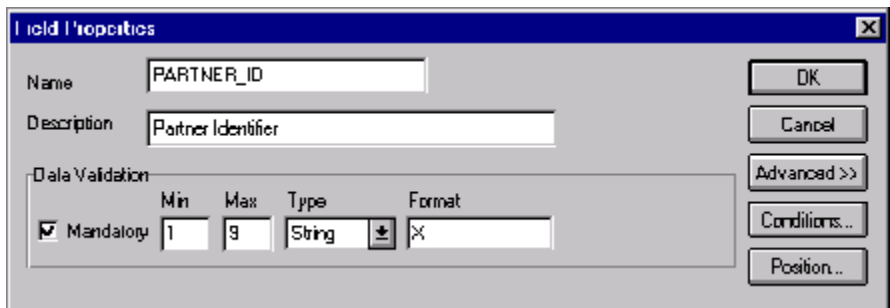 Field Properties
Name PARTNER_ID OK
Description Partner Identifier Cancel
Data Validation Advanced >>
Min Max Type Format
Mandatory 1 9 String X Conditions...
Position...